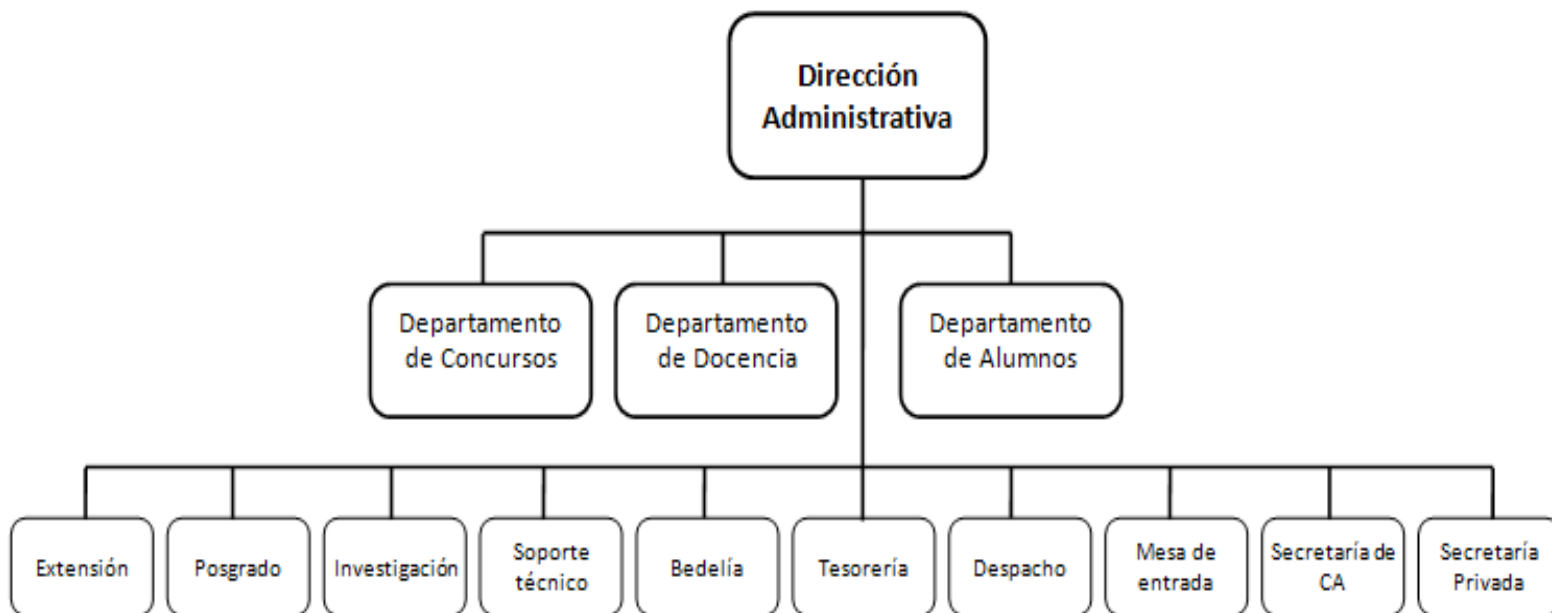 Dirección
Administrativa
Departamento
de Concursos
Departamento
de Docencia
Departamento
de Alumnos
Extensión
Posgrado
Investigación
Soporte
técnico
Bedelía
Tesorería
Despacho
Mesa de
entrada
Secretaría de
CA
Secretaría
Privada